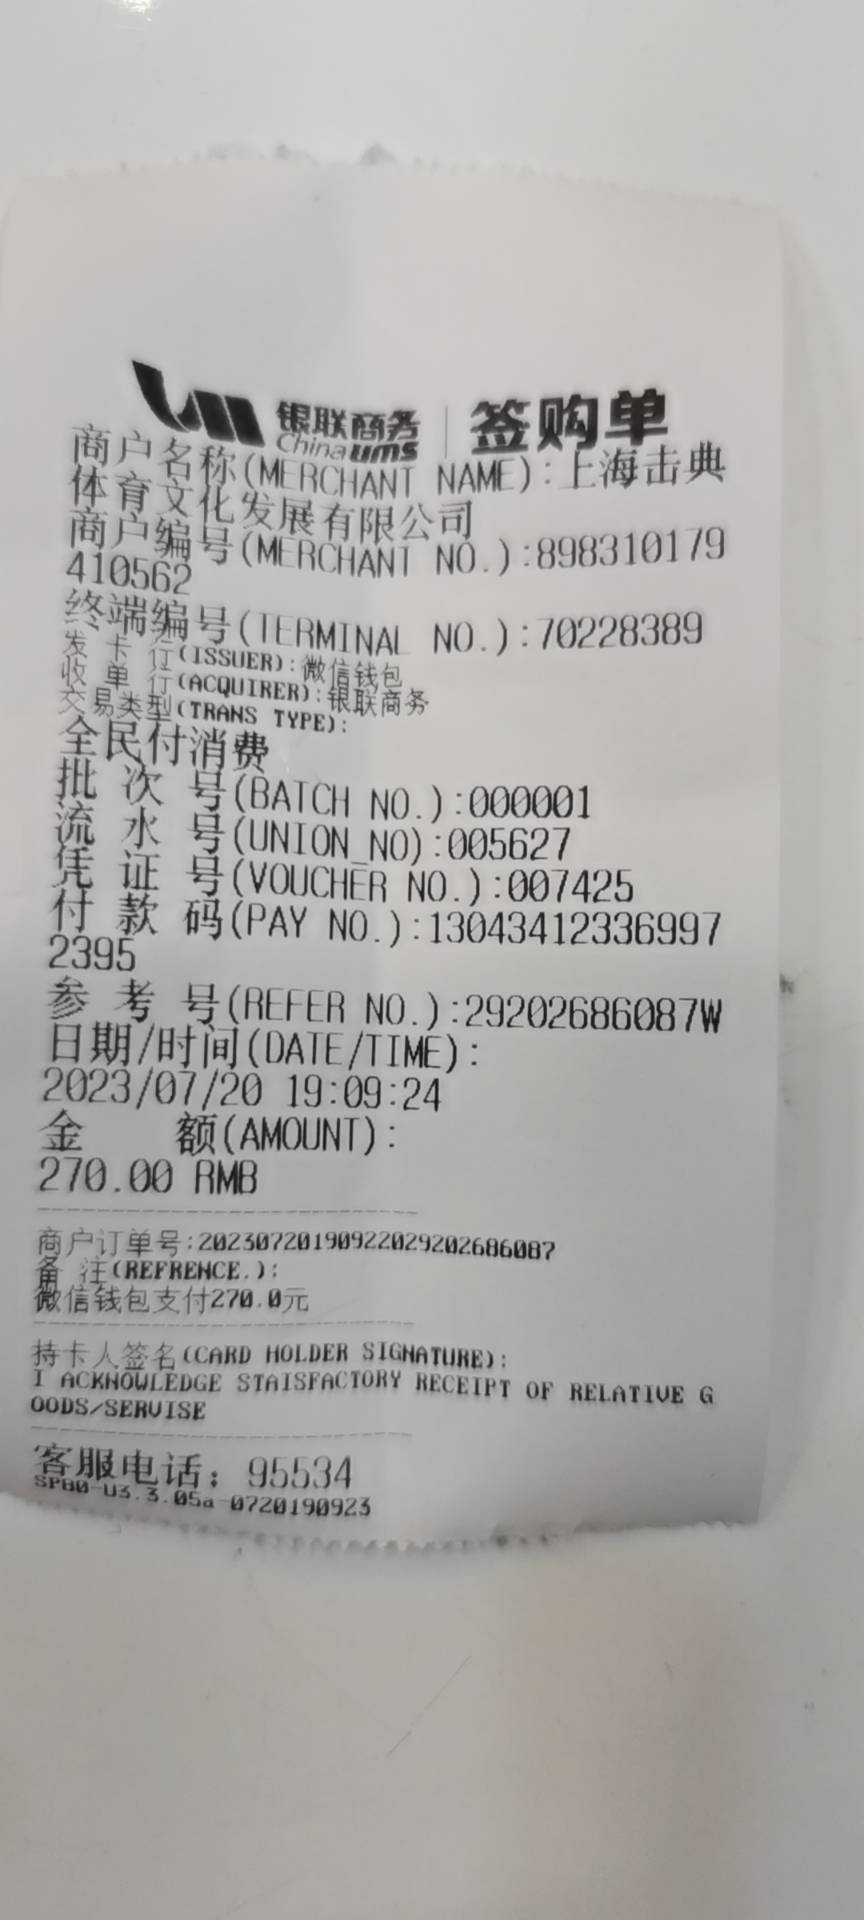 银联商务 | 签购单
China ums
商户名称(MERCHANT NAME):上海击典
体育文化发展有限公司
商户编号(MERCHANT NO.):898310179
410562
终端编号(TERMINAL NO.):70228389
发 卡 行(ISSUER):微信钱包
收 单 行(ACQUIRER):银联商务
交易类型(TRANS TYPE):
全民付消费
批 次 号(BATCH NO.):000001
流 水 号(UNION_NO):005627
凭 证 号(VOUCHER NO.):007425
付 款 码(PAY NO.):13043412336997
2395
参 考 号(REFER NO.):29202686087W
日期/时间(DATE/TIME):
2023/07/20 19:09:24
金 额(AMOUNT):
270.00 RMB
商户订单号:20230720190922029202686087
备 注(REFRENCE.):
微信钱包支付270.0元
持卡人签名(CARD HOLDER SIGNATURE):
I ACKNOWLEDGE STAISFACTORY RECEIPT OF RELATIVE G
OODS/SERVISE
客服电话：95534
SP80-V3.3.05a-0720190923